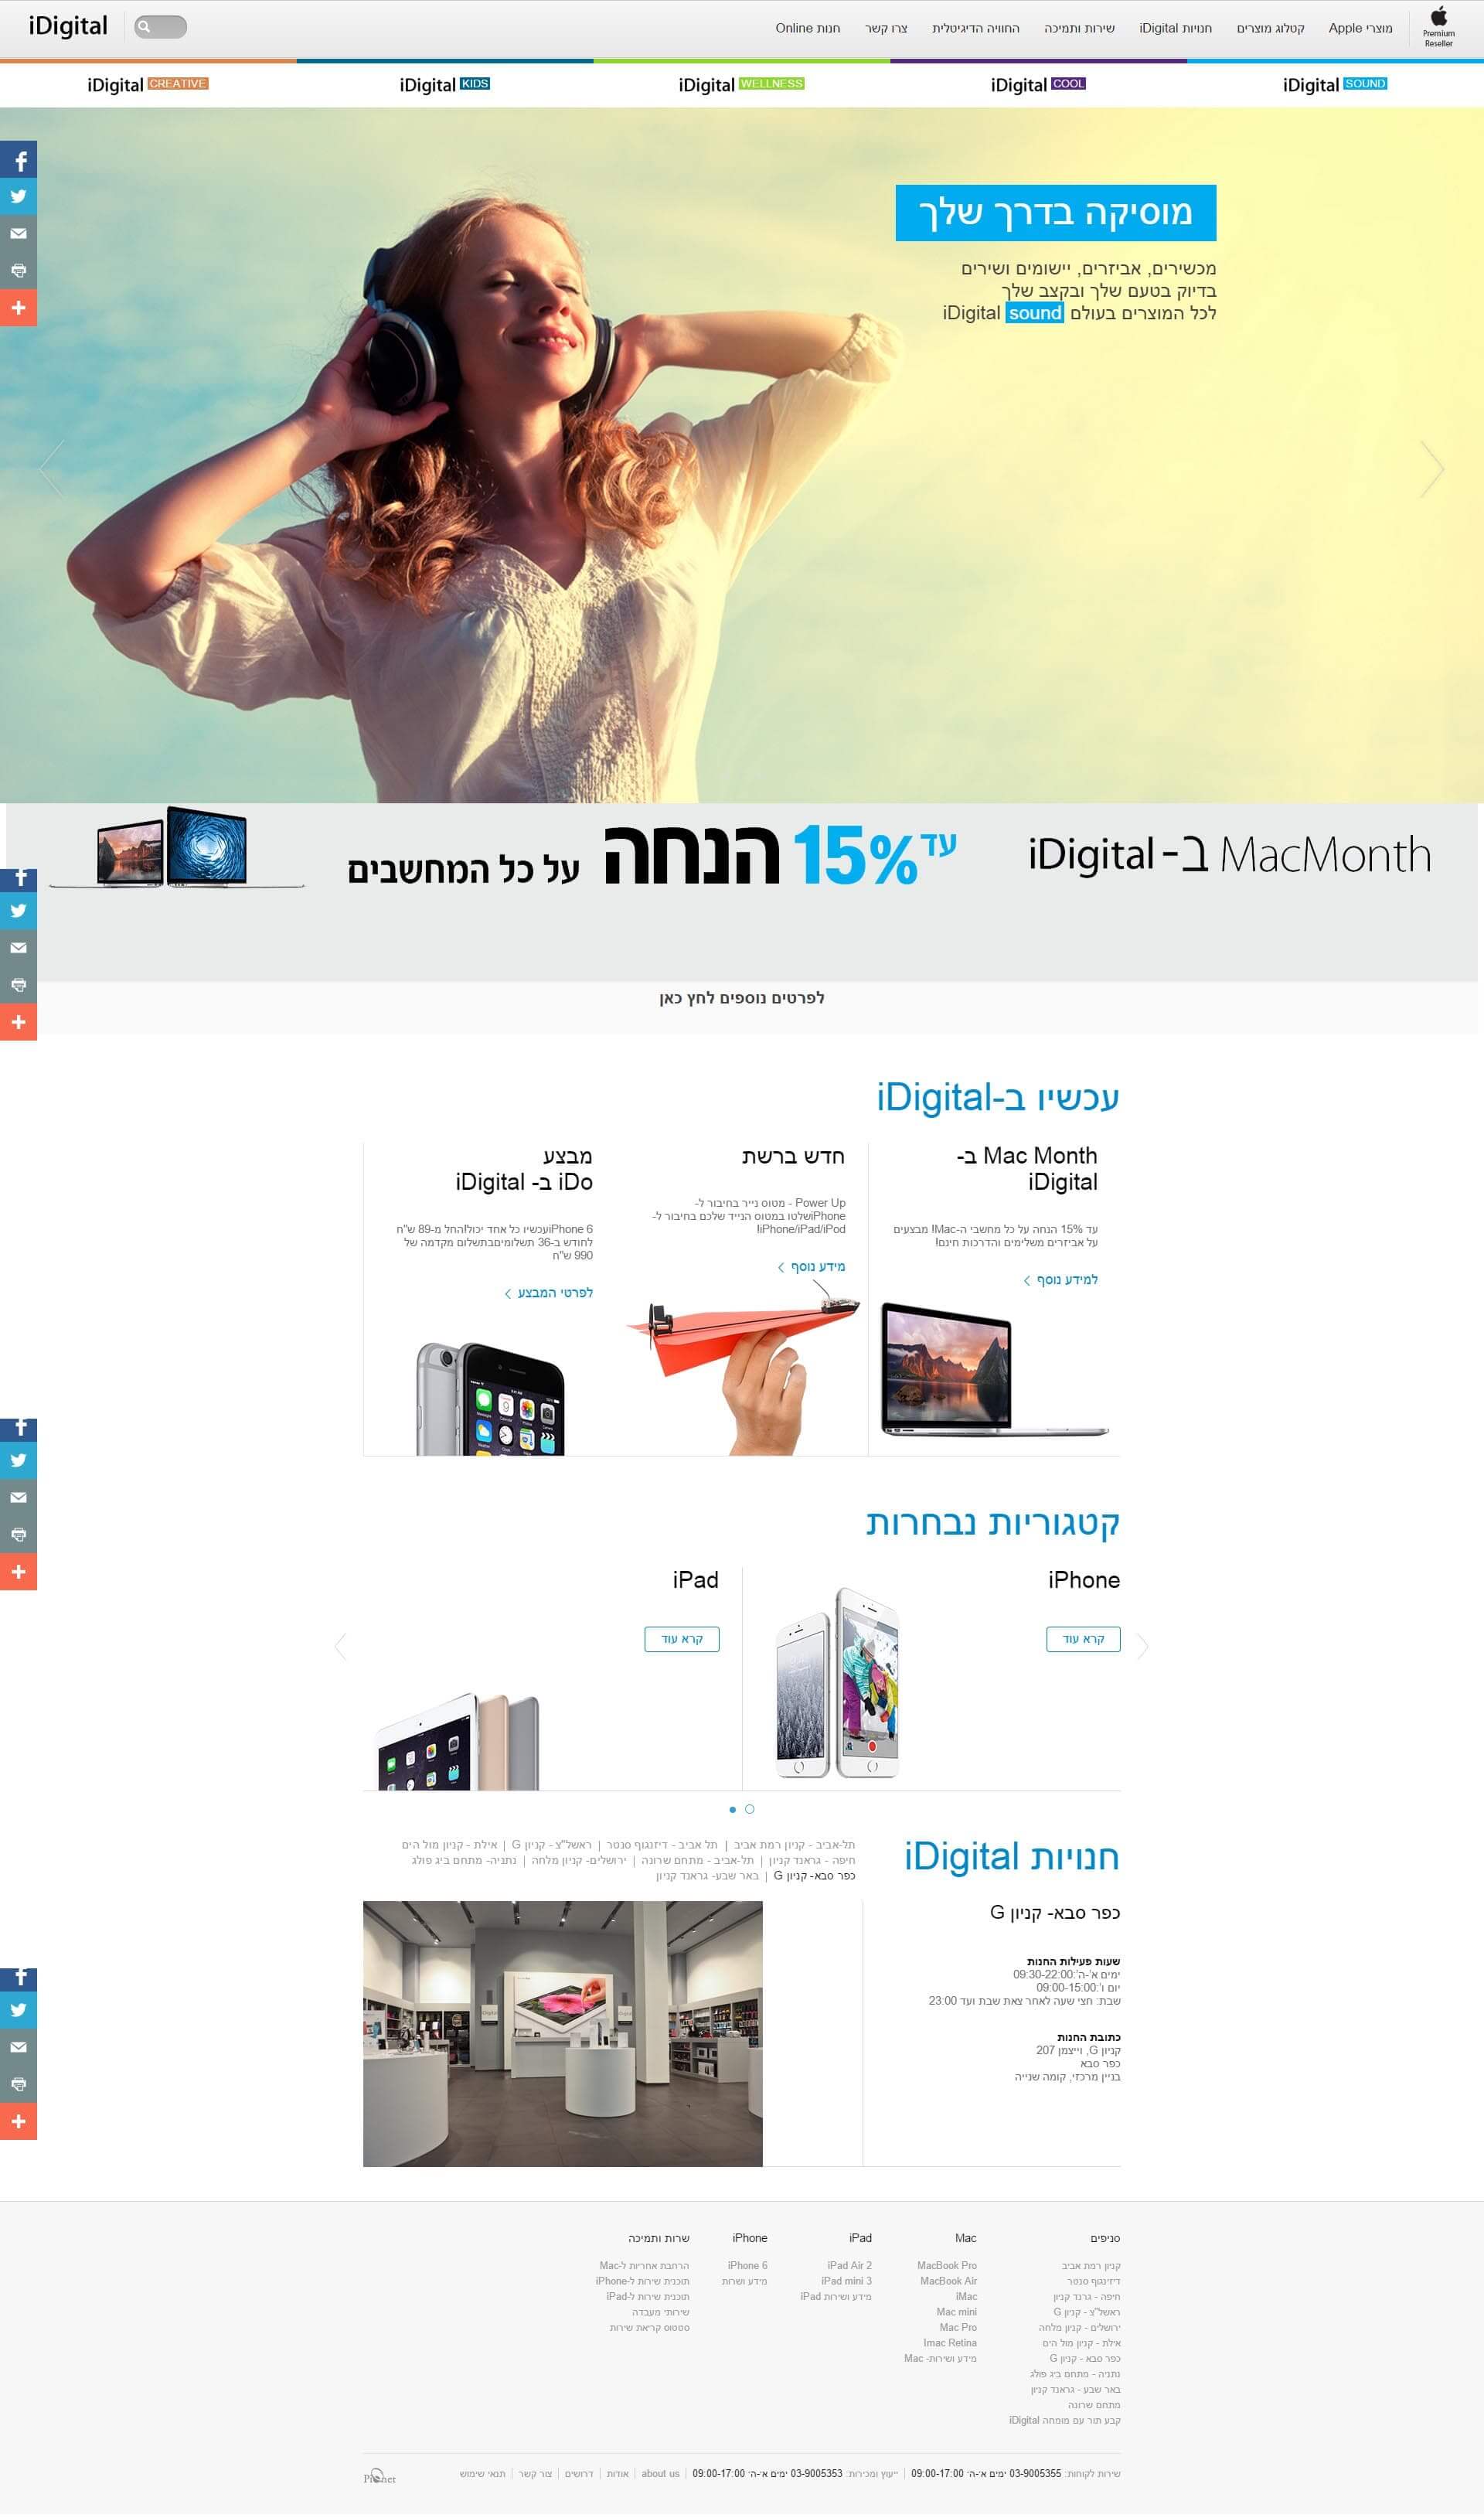 Premium
Reseller
מוצרי Apple
קטלוג מוצרים
חנויות iDigital
שירות ותמיכה
החוויה הדיגיטלית
צרו קשר
חנות Online
iDigital
iDigital SOUND
iDigital COOL
iDigital WELLNESS
iDigital KIDS
iDigital CREATIVE
מוסיקה בדרך שלך
מכשירים, אביזרים, יישומים ושירים
בדיוק בטעם שלך ובקצב שלך
לכל המוצרים בעולם iDigital sound
MacMonth ב-iDigital
עד 15% הנחה על כל המחשבים
לפרטים נוספים לחץ כאן
עכשיו ב-iDigital
Mac Month ב-
iDigital
עד 15% הנחה על כל מחשבי ה-Mac! מבצעים
על אביזרים משלימים והדרכות חינם!
למידע נוסף
חדש ברשת
Power Up - מטוס נייר בחיבור ל-
iPhoneשלטו במטוס הנייד שלכם בחיבור ל-
iPhone/iPad/iPod!
מידע נוסף
מבצע
iDo ב- iDigital
iPhone 6עכשיו כל אחד יכול!החל מ-89 ש"ח
לחודש ב-36 תשלומיםבתשלום מקדמה של
990 ש"ח
לפרטי המבצע
קטגוריות נבחרות
iPhone
קרא עוד
iPad
קרא עוד
חנויות iDigital
תל-אביב - קניון רמת אביב | תל אביב - דיזנגוף סנטר | ראשל"צ - קניון G | אילת - קניון מול הים
חיפה - גראנד קניון | תל-אביב - מתחם שרונה | ירושלים- קניון מלחה | נתניה- מתחם ביג פולג
כפר סבא- קניון G | באר שבע- גראנד קניון
כפר סבא- קניון G
שעות פעילות החנות
ימים א'-ה':09:30-22:00
יום ו':09:00-15:00
שבת: חצי שעה לאחר צאת שבת ועד 23:00
כתובת החנות
קניון G, וייצמן 207
כפר סבא
בניין מרכזי, קומה שנייה
סניפים
קניון רמת אביב
דיזינגוף סנטר
חיפה - גרנד קניון
ראשל"צ - קניון G
ירושלים - קניון מלחה
אילת - קניון מול הים
כפר סבא - קניון G
נתניה - מתחם ביג פולג
באר שבע - גראנד קניון
מתחם שרונה
קבע תור עם מומחה iDigital
Mac
MacBook Pro
MacBook Air
iMac
Mac mini
Mac Pro
Imac Retina
מידע ושירות- Mac
iPad
iPad Air 2
iPad mini 3
מידע ושירות iPad
iPhone
iPhone 6
מידע ושרות
שרות ותמיכה
הרחבת אחריות ל-Mac
תוכנית שירות ל-iPhone
תוכנית שירות ל-iPad
שירותי מעבדה
סטטוס קריאת שירות
שירות לקוחות: 03-9005355 ימים א׳-ה׳ 09:00-17:00 | ייעוץ ומכירות: 03-9005353 ימים א׳-ה׳ 09:00-17:00 | about us | אודות | דרושים | צור קשר | תנאי שימוש